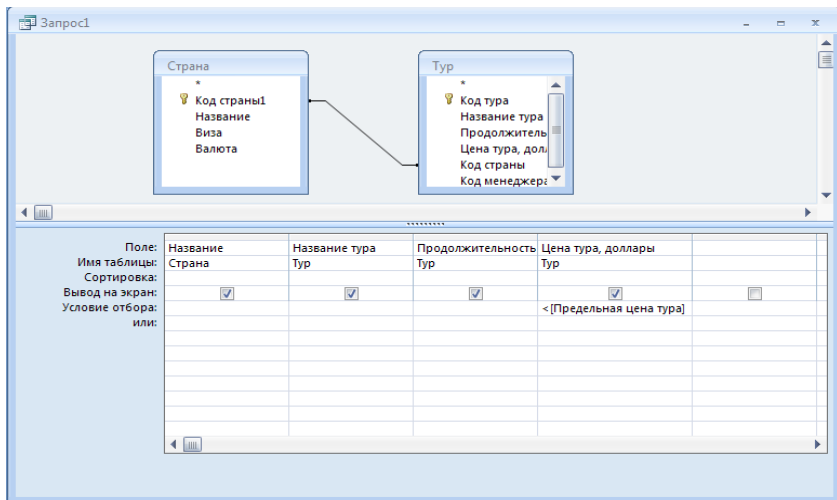 Запрос1
Страна
*
Код страны1
Название
Виза
Валюта
Тур
*
Код тура
Название тура
Продолжитель
Цена тура, дол
Код страны
Код менеджера
Поле: Название Название тура Продолжительность Цена тура, доллары
Имя таблицы: Страна Тур Тур Тур
Сортировка:
Вывод на экран:
Условие отбора: <[Предельная цена тура]
или: